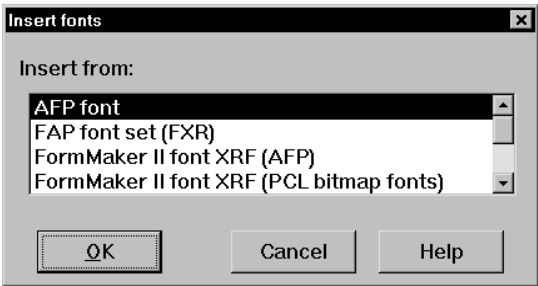 Insert fonts
Insert from:
AFP font
FAP font set (FXR)
FormMaker II font XRF (AFP)
FormMaker II font XRF (PCL bitmap fonts)
OK Cancel Help